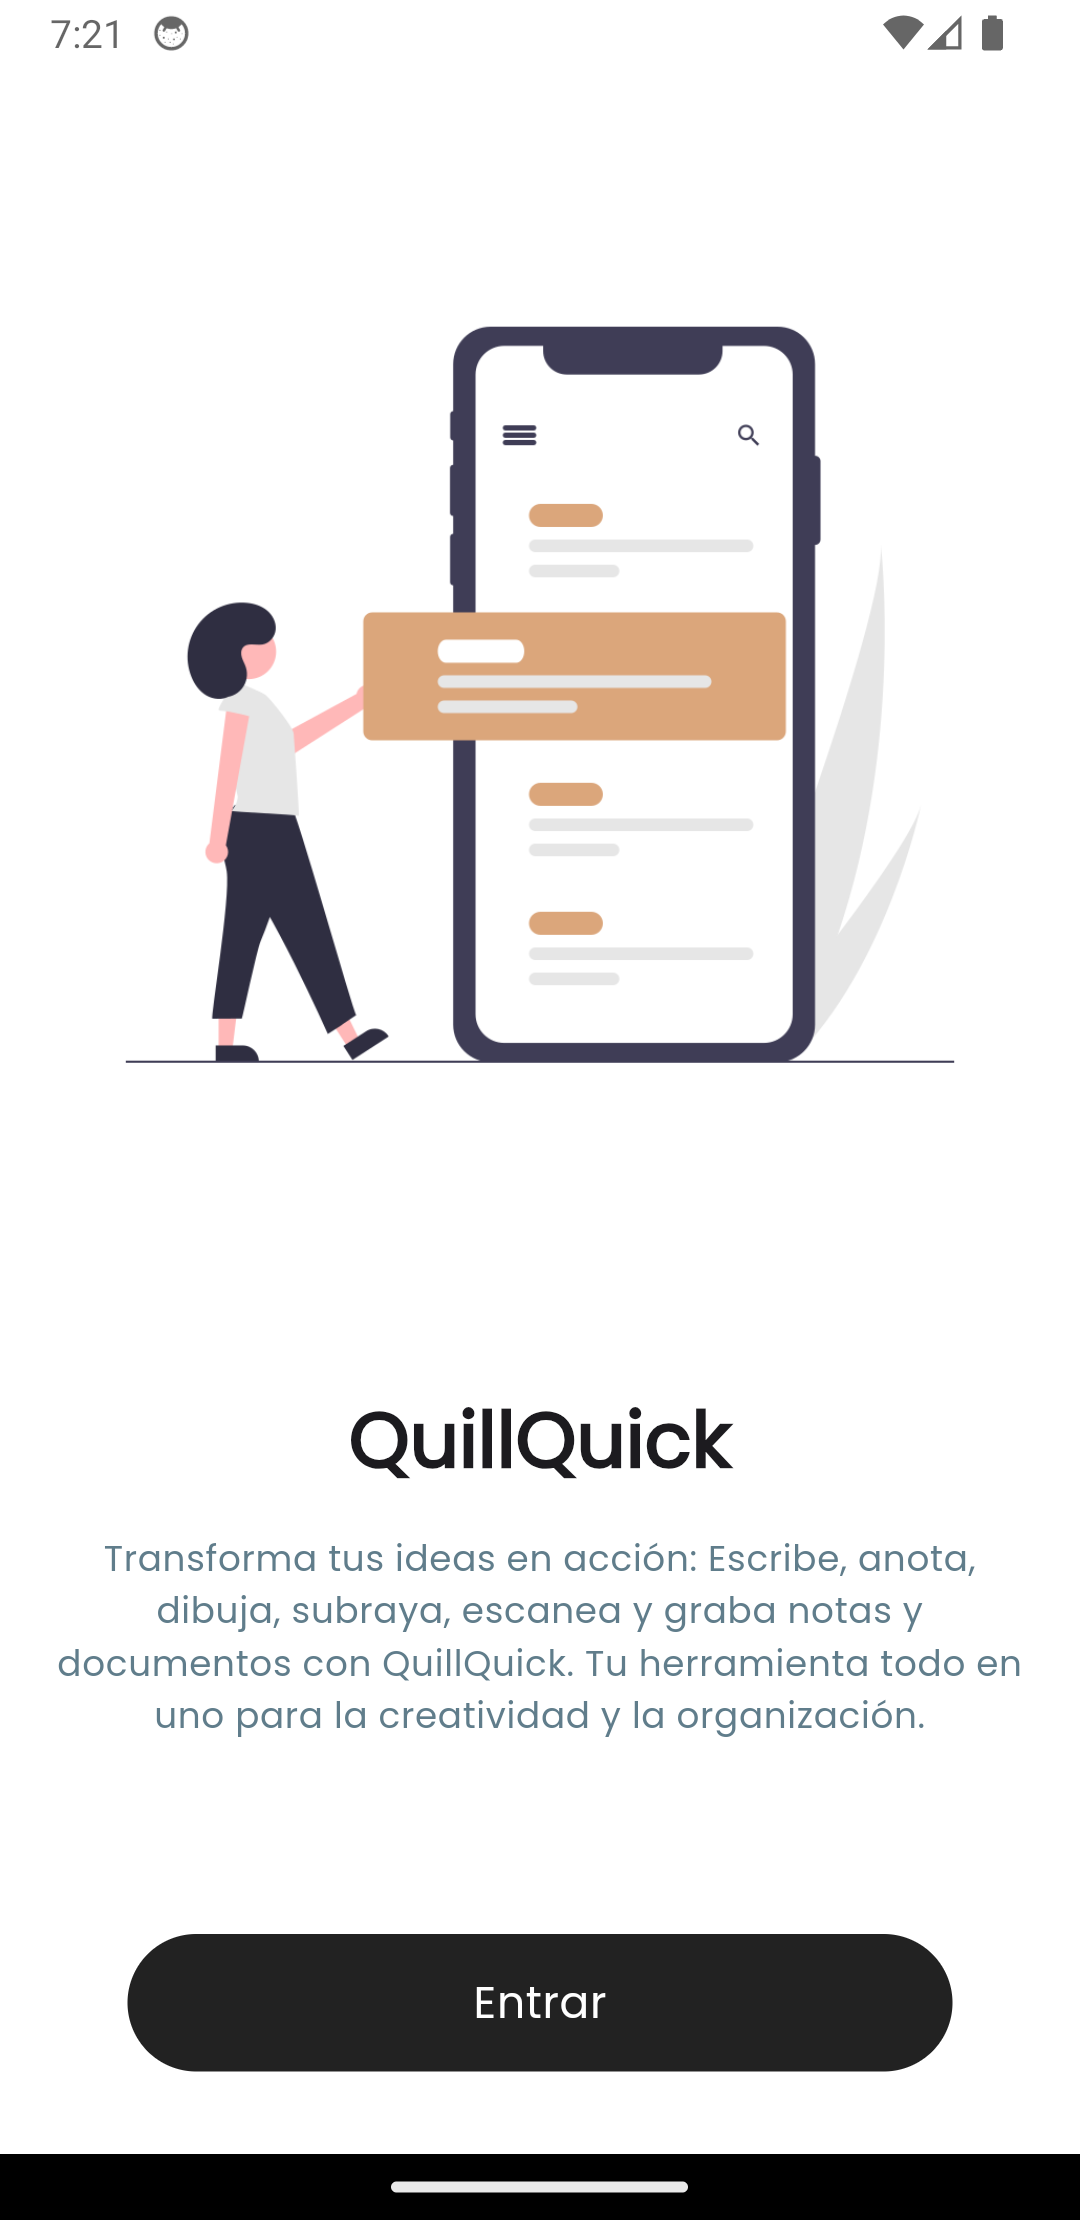 7:21
QuillQuick
Transforma tus ideas en acción: Escribe, anota,
dibuja, subraya, escanea y graba notas y
documentos con QuillQuick. Tu herramienta todo en
uno para la creatividad y la organización.
Entrar